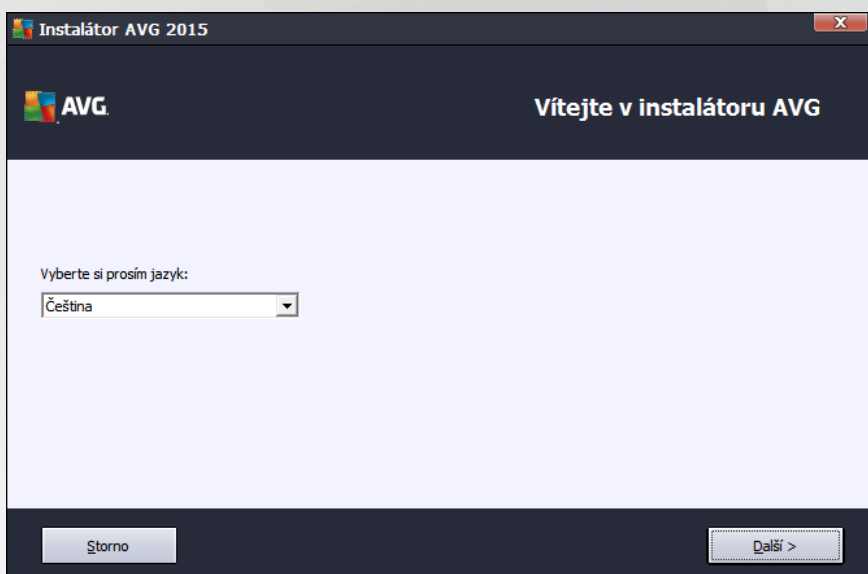 Instalátor AVG 2015
AVG.
Vítejte v instalátoru AVG
Vyberte si prosím jazyk:
Čeština
Storno
Další >